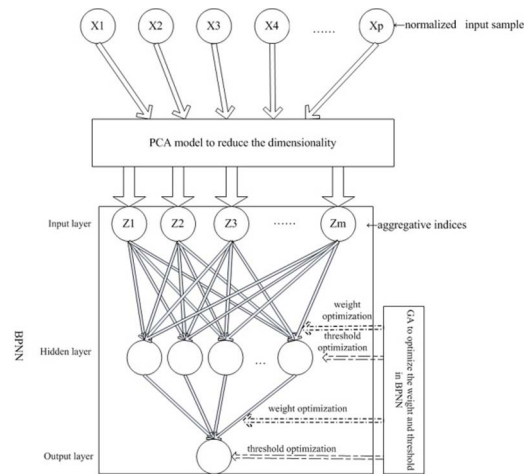 X1 X2 X3 X4 ...... Xp ←normalized input sample
PCA model to reduce the dimensionality
Input layer Z1 Z2 Z3 ...... Zm ←aggregative indices
weight
optimization
threshold
optimization
Hidden layer ...
BPNN
GA to optimize the weight and threshold
in BPNN
weight optimization
threshold optimization
Output layer